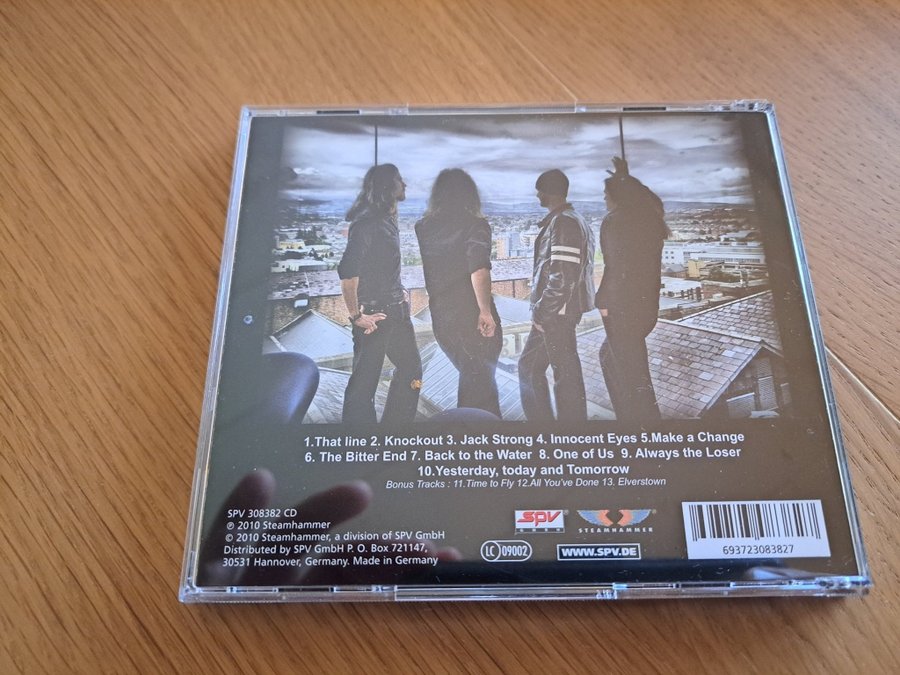 1.That line 2. Knockout 3. Jack Strong 4. Innocent Eyes 5.Make a Change
6. The Bitter End 7. Back to the Water 8. One of Us 9. Always the Loser
10.Yesterday, today and Tomorrow
Bonus Tracks : 11.Time to Fly 12.All You've Done 13. Elverstown
SPV 308382 CD
℗ 2010 Steamhammer
© 2010 Steamhammer, a division of SPV GmbH
Distributed by SPV GmbH P. O. Box 721147,
30531 Hannover, Germany. Made in Germany
SPV
GMBH
STEAMHAMMER
LC 09002
WWW.SPV.DE
693723083827